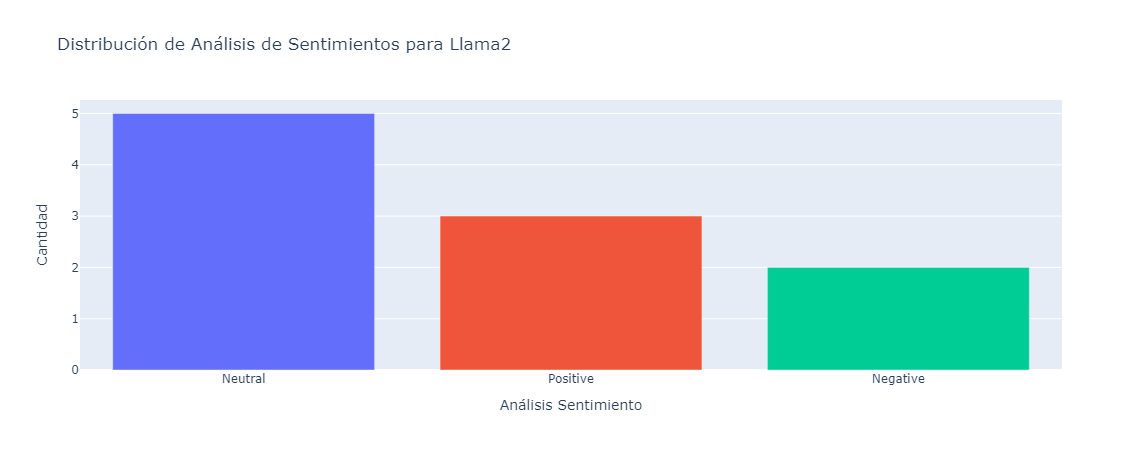 Distribución de Análisis de Sentimientos para Llama2
Cantidad
5
4
3
2
1
0
Neutral
Positive
Negative
Análisis Sentimiento